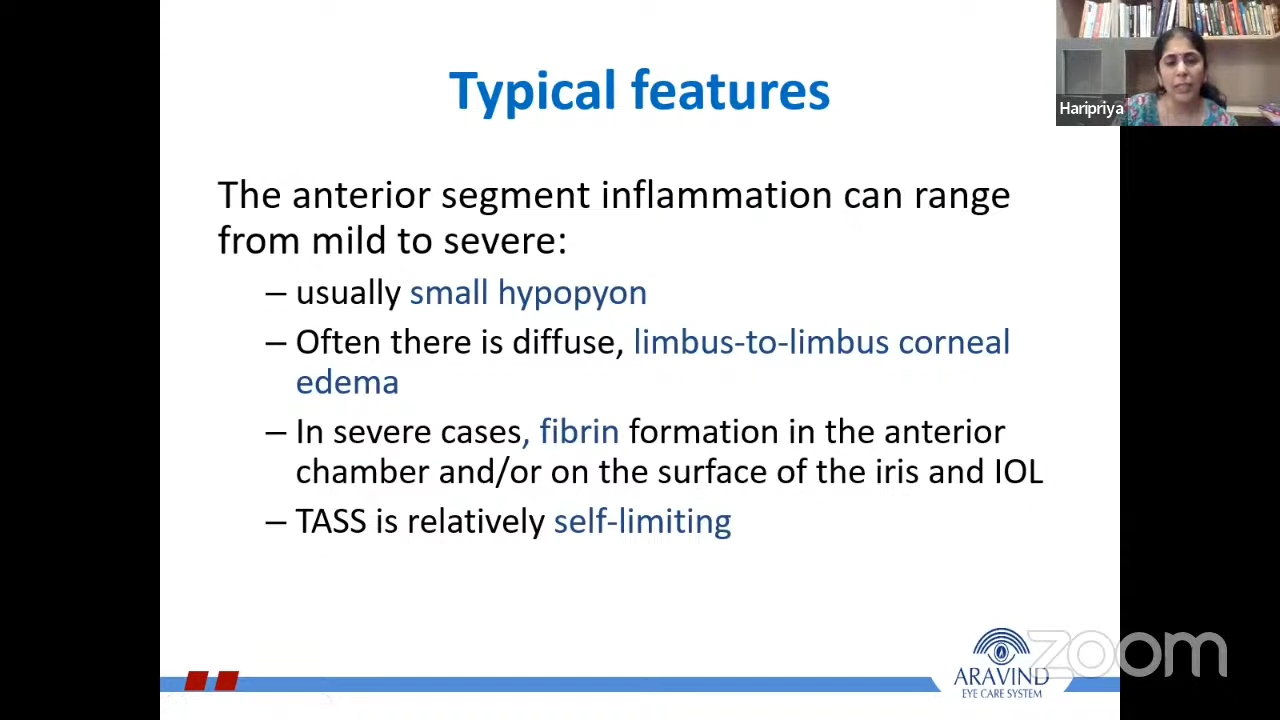 Typical features
Haripriya
The anterior segment inflammation can range
from mild to severe:
– usually small hypopyon
– Often there is diffuse, limbus-to-limbus corneal
edema
– In severe cases, fibrin formation in the anterior
chamber and/or on the surface of the iris and IOL
– TASS is relatively self-limiting
zoom
ARAVIND
EYE CARE SYSTEM